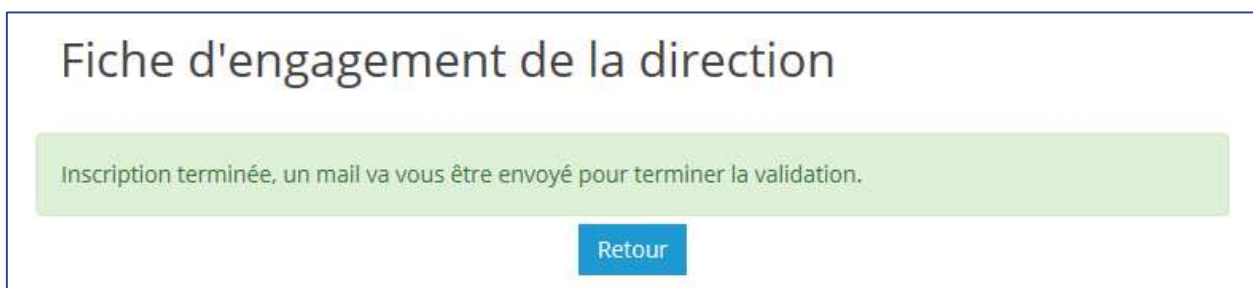 Fiche d'engagement de la direction
Inscription terminée, un mail va vous être envoyé pour terminer la validation.
Retour